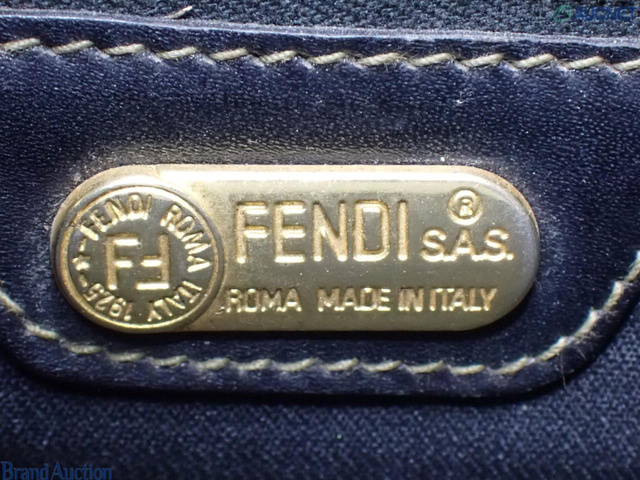 FENDI ROMA ITALY 1925
FF
FENDI ® S.A.S.
ROMA MADE IN ITALY
Brand Auction